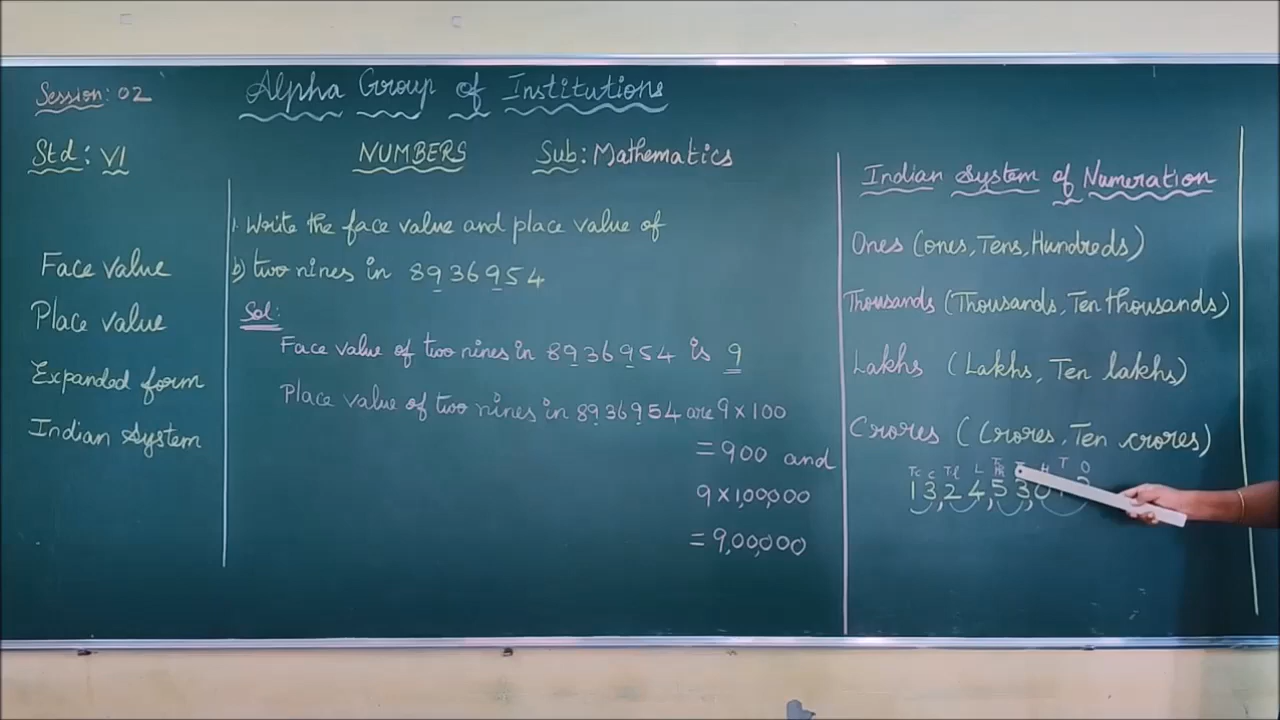 Session: 02
Alpha Group of Institutions
Std: VI
NUMBERS
Sub: Mathematics
Face value
Place value
Expanded form
Indian System
1. Write the face value and place value of
b) two nines in 8936954
Sol:
Face value of two nines in 8936954 is 9
Place value of two nines in 8936954 are 9 x 100
= 900 and
9 x 1,00,000
= 9,00,000
Indian System of Numeration
Ones (Ones, Tens, Hundreds)
Thousands (Thousands, Ten thousands)
Lakhs (Lakhs, Ten lakhs)
Crores (Crores, Ten crores)
Tc C Tl L T Th H T O
13,24,53,0